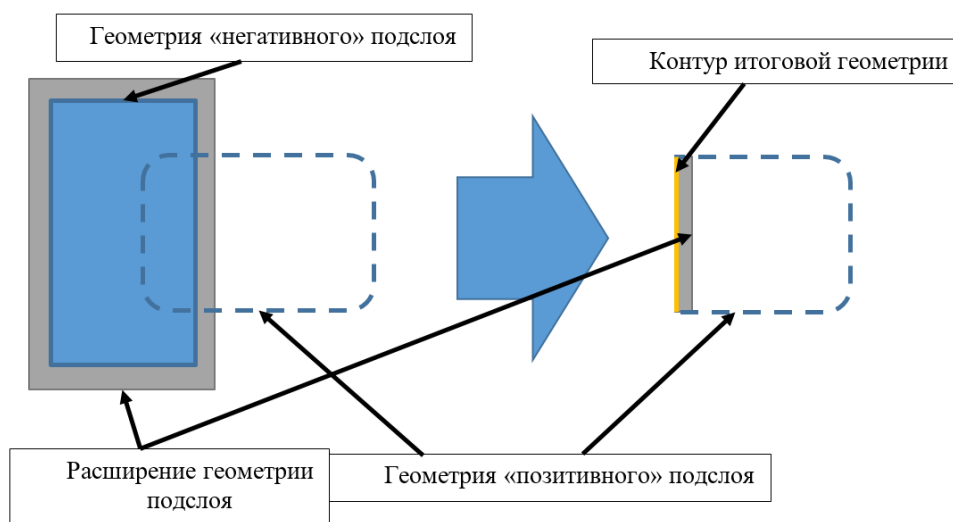 Геометрия «негативного» подслоя
Контур итоговой геометрии
Расширение геометрии
подслоя
Геометрия «позитивного» подслоя